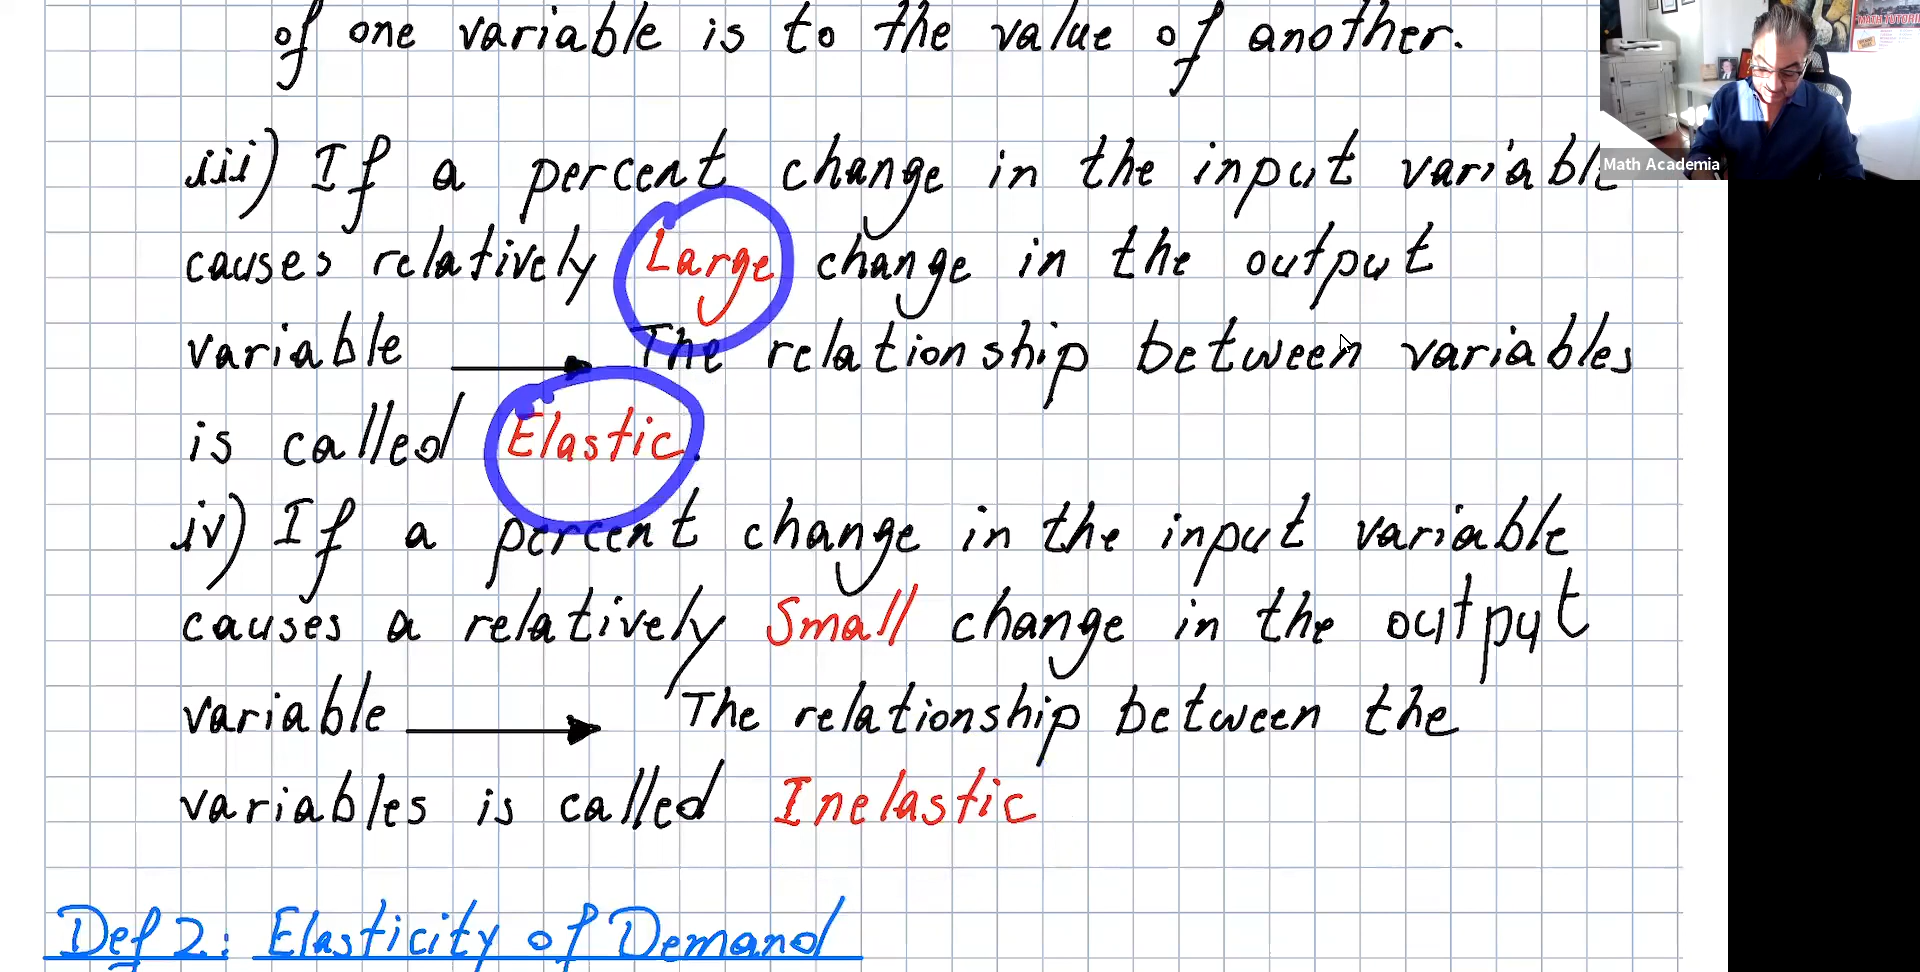 of one variable is to the value of another.
iii) If a percent change in the input variable
causes relatively Large change in the output
variable → The relationship between variables
is called Elastic.
iv) If a percent change in the input variable
causes a relatively Small change in the output
variable → The relationship between the
variables is called Inelastic
Def 2: Elasticity of Demand
Math Academia